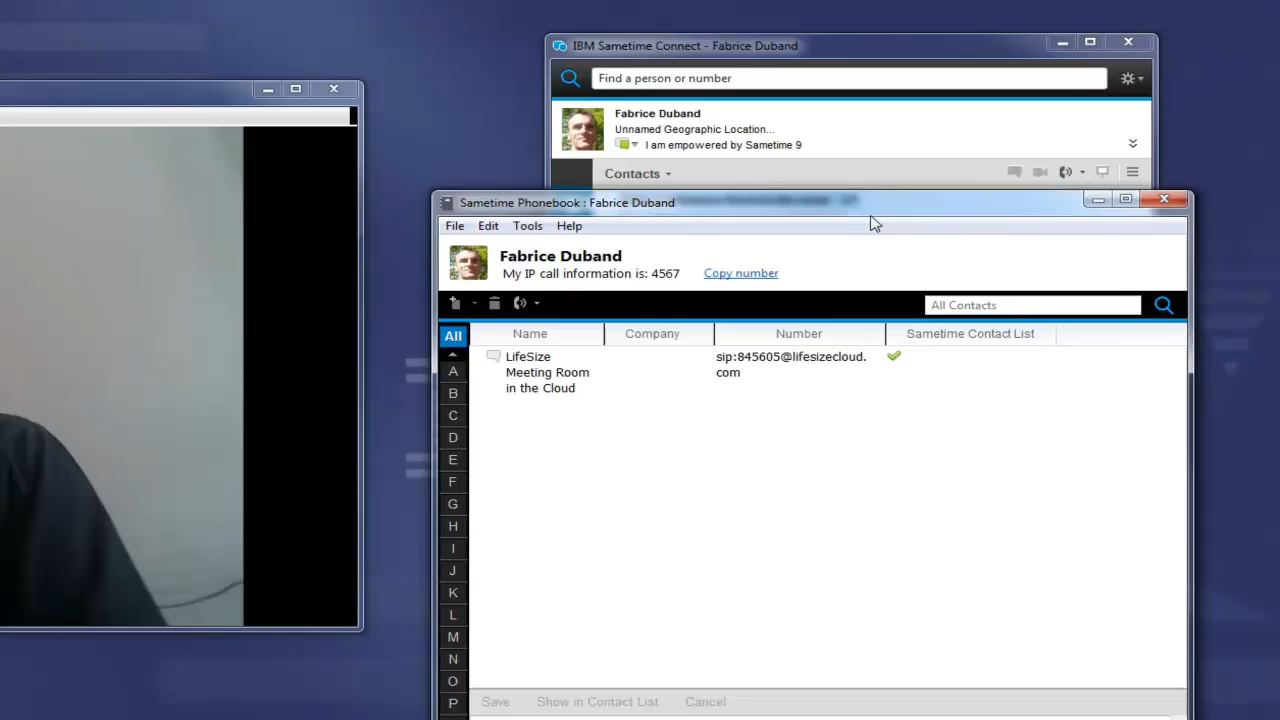 IBM Sametime Connect - Fabrice Duband
Find a person or number
Fabrice Duband
Unnamed Geographic Location...
I am empowered by Sametime 9
Contacts
Sametime Phonebook : Fabrice Duband
File Edit Tools Help
Fabrice Duband
My IP call information is: 4567 Copy number
All Contacts
All Name Company Number Sametime Contact List
LifeSize
Meeting Room
in the Cloud
sip:845605@lifesizecloud.
com
A
B
C
D
E
F
G
H
I
J
K
L
M
N
O
P
Save Show in Contact List Cancel